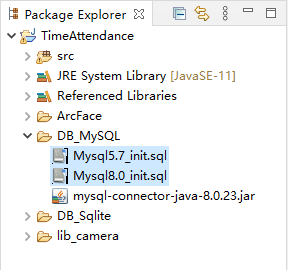 Package Explorer
TimeAttendance
src
JRE System Library [JavaSE-11]
Referenced Libraries
ArcFace
DB_MySQL
Mysql5.7_init.sql
Mysql8.0_init.sql
mysql-connector-java-8.0.23.jar
DB_Sqlite
lib_camera